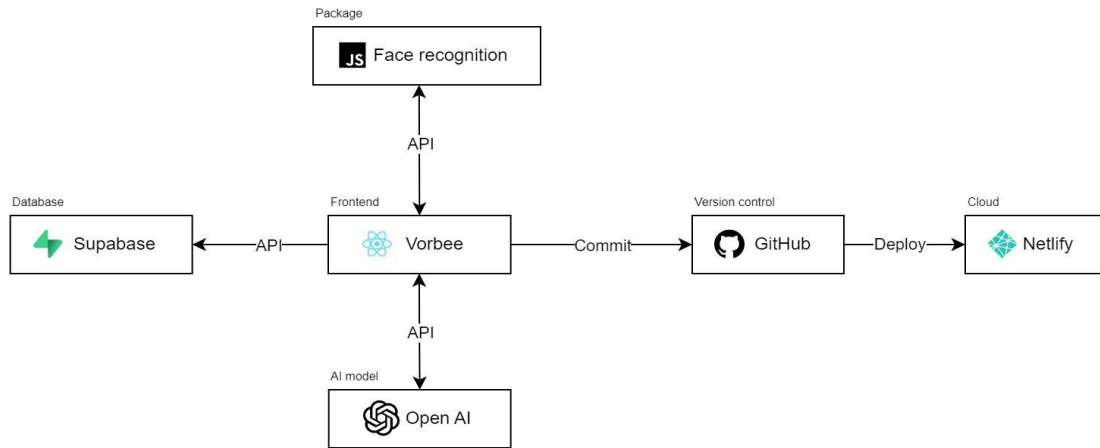 Package
JS Face recognition
API
Database
Frontend
Version control
Cloud
Supabase
API
Vorbee
Commit
GitHub
Deploy
Netlify
API
AI model
Open AI